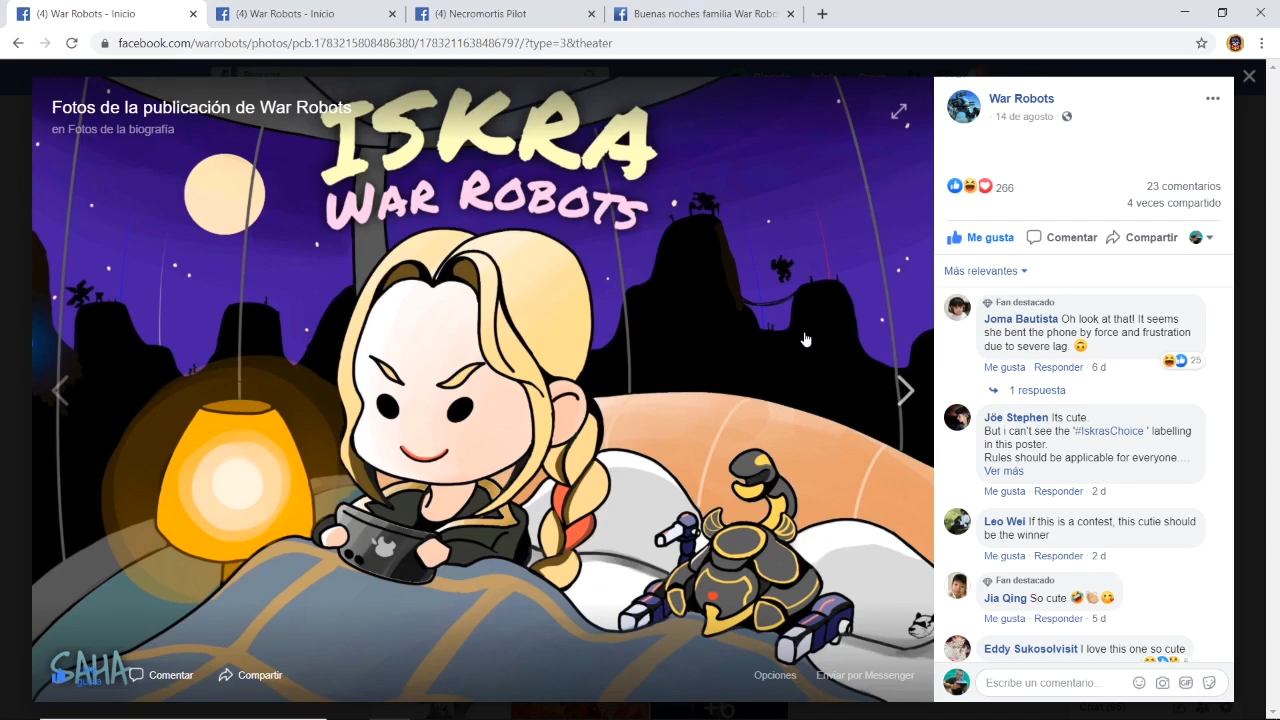 (4) War Robots - Inicio
(4) War Robots - Inicio
(4) Necromortis Pilot
Buenas noches familia War Rob
facebook.com/warrobots/photos/pcb.1783215808486380/1783211638486797/?type=3&theater
Fotos de la publicación de War Robots
en Fotos de la biografía
ISKRA
WAR ROBOTS
SAHA
Comentar
Compartir
Opciones
Enviar por Messenger
War Robots
14 de agosto
266
23 comentarios
4 veces compartido
Me gusta
Comentar
Compartir
Más relevantes
Fan destacado
Joma Bautista Oh look at that! It seems
she bent the phone by force and frustration
due to severe lag. 🙃
25
Me gusta · Responder · 6 d
1 respuesta
Jöe Stephen Its cute
But i can't see the '#IskrasChoice ' labelling
in this poster.
Rules should be applicable for everyone....
Ver más
Me gusta · Responder · 2 d
Leo Wei If this is a contest, this cutie should
be the winner
Me gusta · Responder · 2 d
Fan destacado
Jia Qing So cute 🤣👏🏻😋
Me gusta · Responder · 5 d
Eddy Sukosolvisit I love this one so cute
Escribe un comentario...
+6